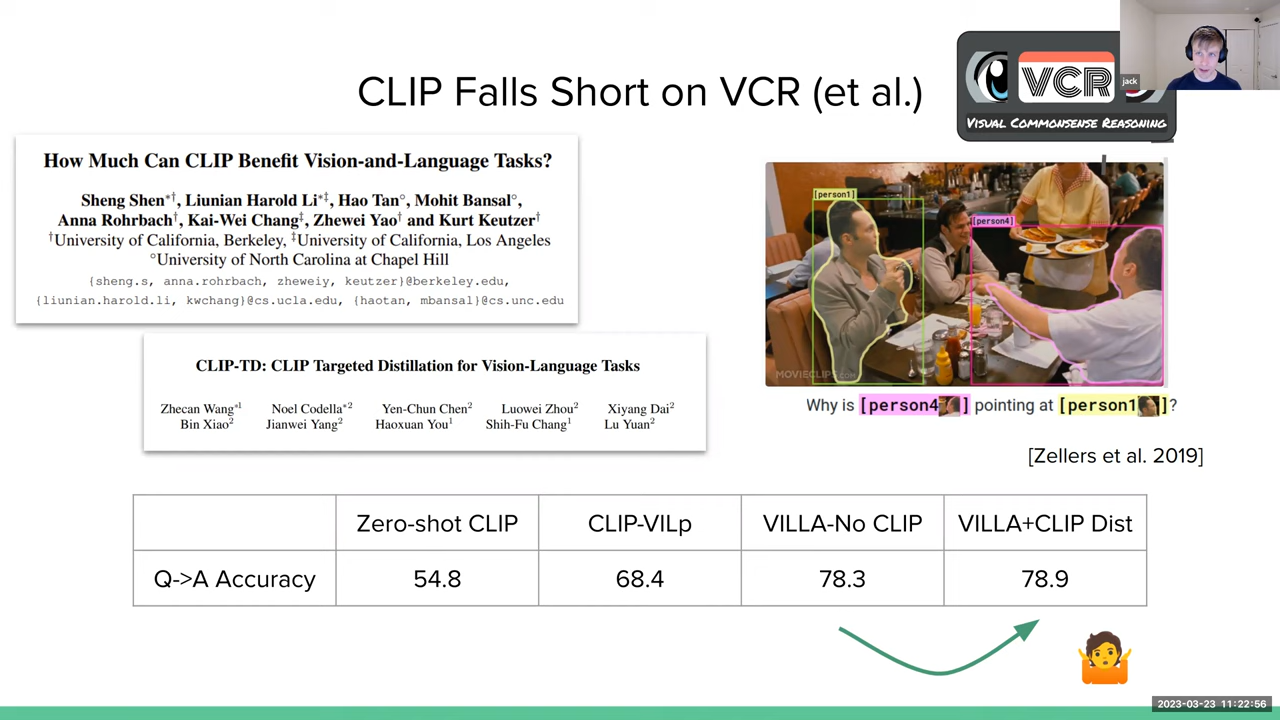 CLIP Falls Short on VCR (et al.)
VCR
VISUAL COMMONSENSE REASONING
jack
How Much Can CLIP Benefit Vision-and-Language Tasks?
Sheng Shen*†, Liunian Harold Li*‡, Hao Tan°, Mohit Bansal°,
Anna Rohrbach†, Kai-Wei Chang‡, Zhewei Yao† and Kurt Keutzer†
†University of California, Berkeley, ‡University of California, Los Angeles
°University of North Carolina at Chapel Hill
{sheng.s, anna.rohrbach, zheweiy, keutzer}@berkeley.edu,
{liunian.harold.li, kwchang}@cs.ucla.edu, {haotan, mbansal}@cs.unc.edu
CLIP-TD: CLIP Targeted Distillation for Vision-Language Tasks
Zhecan Wang*1 Noel Codella*2 Yen-Chun Chen2 Luowei Zhou2 Xiyang Dai2
Bin Xiao2 Jianwei Yang2 Haoxuan You1 Shih-Fu Chang1 Lu Yuan2
[person1]
[person4]
MOVIECLIPS.COM
Why is [person4] pointing at [person1]?
[Zellers et al. 2019]
Zero-shot CLIP CLIP-VILp VILLA-No CLIP VILLA+CLIP Dist
Q->A Accuracy 54.8 68.4 78.3 78.9
2023-03-23 11:22:56